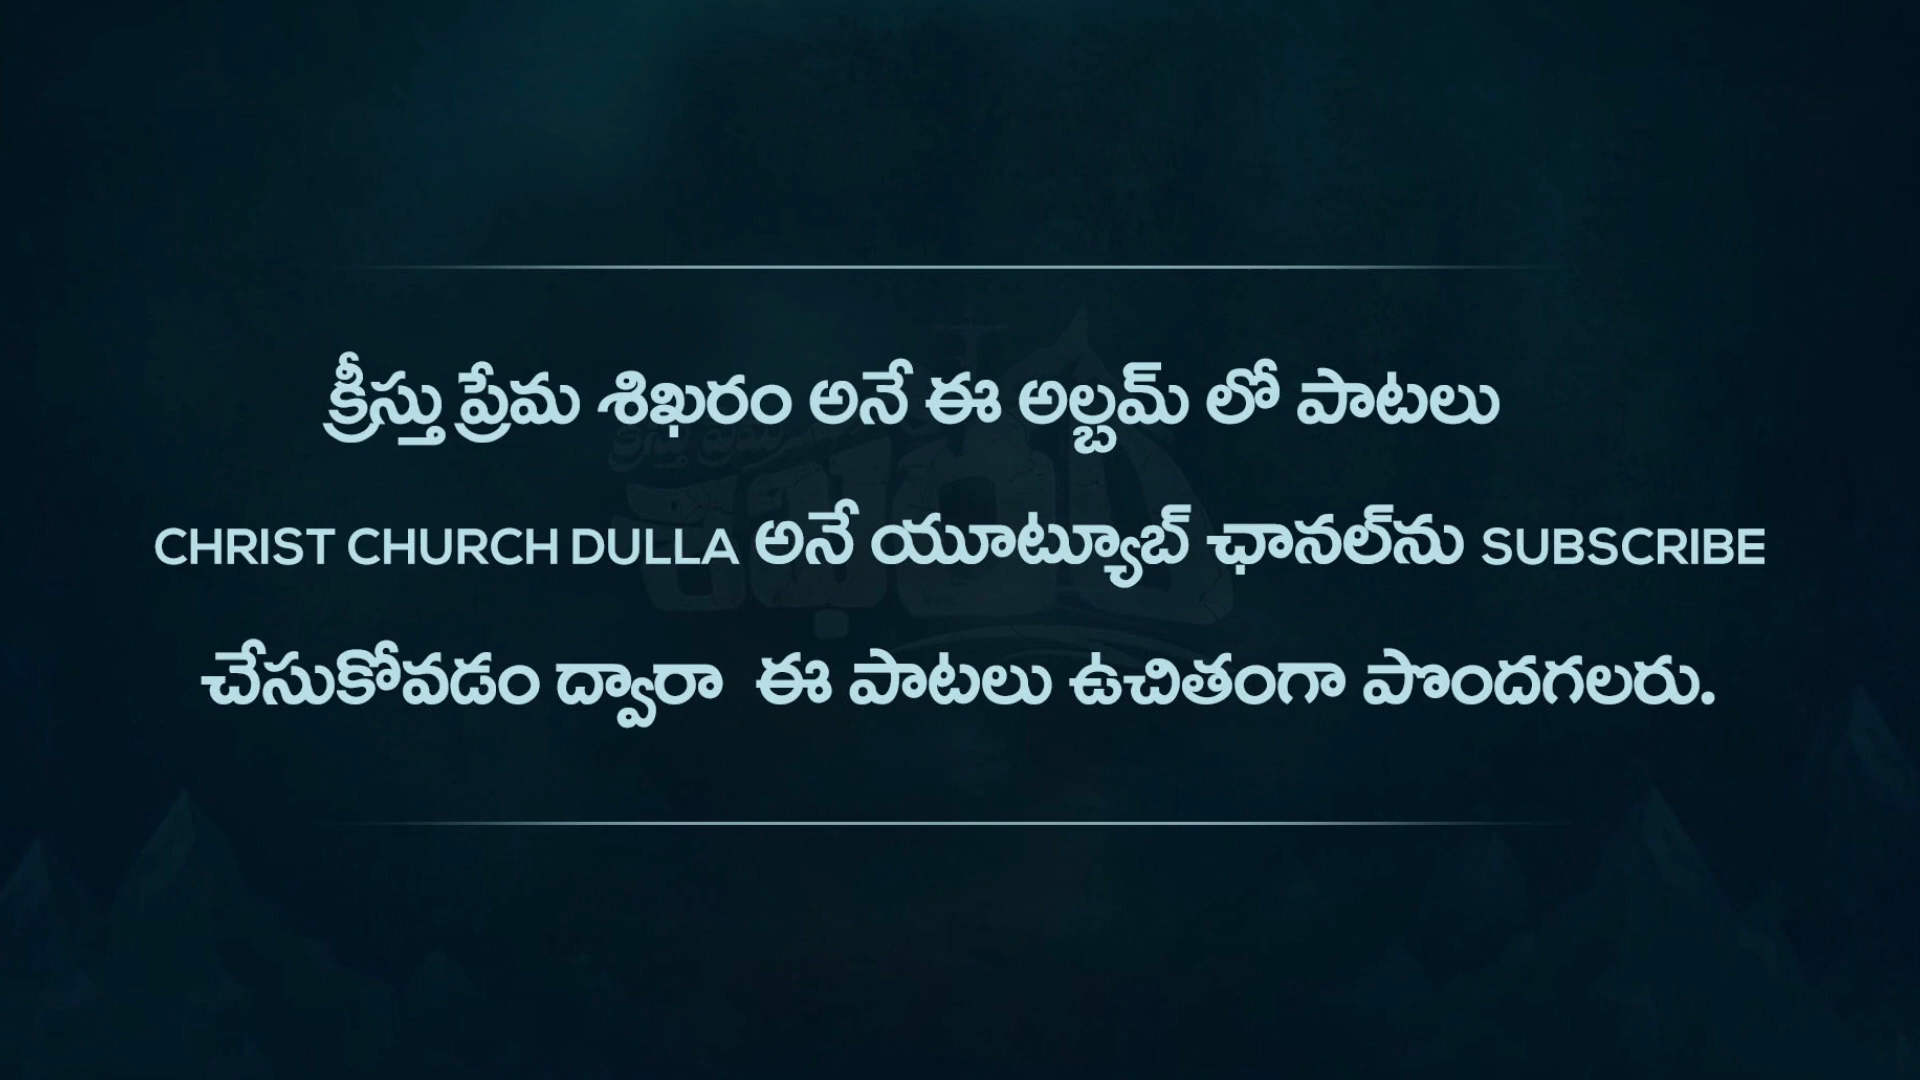 క్రీస్తు ప్రేమ శిఖరం అనే ఈ అల్బమ్ లో పాటలు
CHRIST CHURCH DULLA అనే యూట్యూబ్ ఛానల్‌ను SUBSCRIBE
చేసుకోవడం ద్వారా ఈ పాటలు ఉచితంగా పొందగలరు.